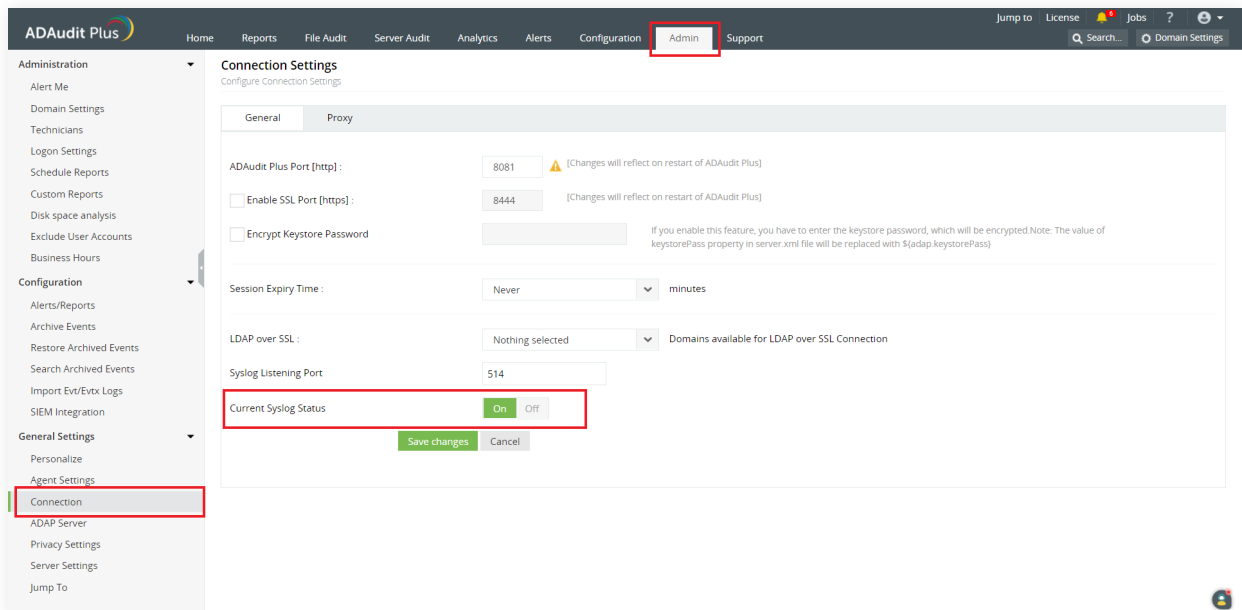 Jump to License 6 Jobs ?
ADAudit Plus
Home Reports File Audit Server Audit Analytics Alerts Configuration Admin Support
Search... Domain Settings
Administration
Alert Me
Domain Settings
Technicians
Logon Settings
Schedule Reports
Custom Reports
Disk space analysis
Exclude User Accounts
Business Hours
Configuration
Alerts/Reports
Archive Events
Restore Archived Events
Search Archived Events
Import Evt/Evtx Logs
SIEM Integration
General Settings
Personalize
Agent Settings
Connection
ADAP Server
Privacy Settings
Server Settings
Jump To
Connection Settings
Configure Connection Settings
General Proxy
ADAudit Plus Port [http] : 8081 [Changes will reflect on restart of ADAudit Plus]
Enable SSL Port [https] : 8444 [Changes will reflect on restart of ADAudit Plus]
Encrypt Keystore Password
If you enable this feature, you have to enter the keystore password, which will be encrypted.Note: The value of
keystorePass property in server.xml file will be replaced with ${adap.keystorePass}
Session Expiry Time : Never minutes
LDAP over SSL : Nothing selected Domains available for LDAP over SSL Connection
Syslog Listening Port 514
Current Syslog Status On Off
Save changes Cancel